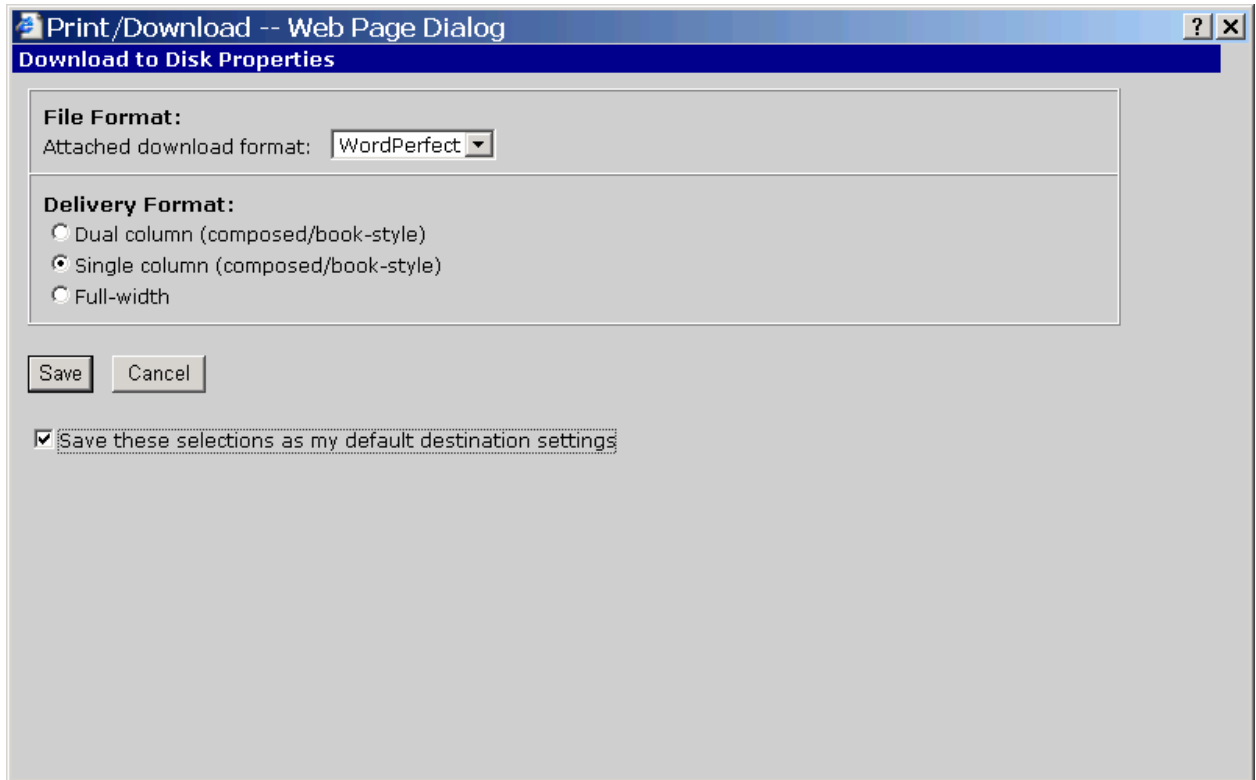 Print/Download -- Web Page Dialog
Download to Disk Properties
File Format:
Attached download format: WordPerfect
Delivery Format:
Dual column (composed/book-style)
Single column (composed/book-style)
Full-width
Save Cancel
Save these selections as my default destination settings